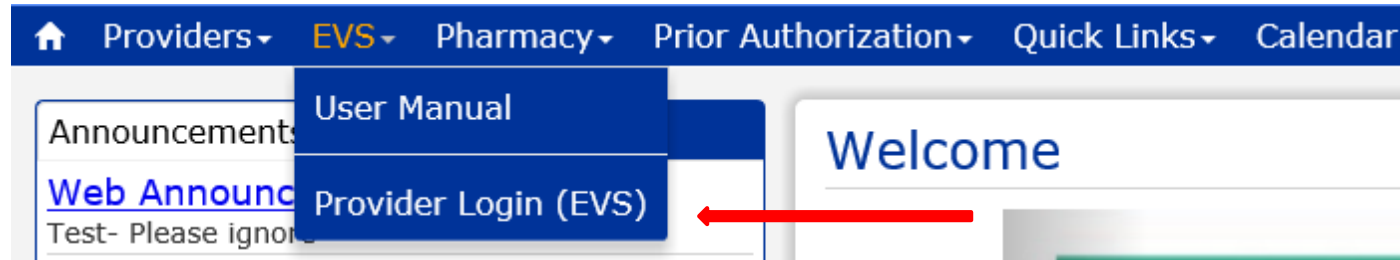 Providers EVS Pharmacy Prior Authorization Quick Links Calendar
User Manual
Provider Login (EVS)
Announcements
Web Announc
Test- Please ignore
Welcome